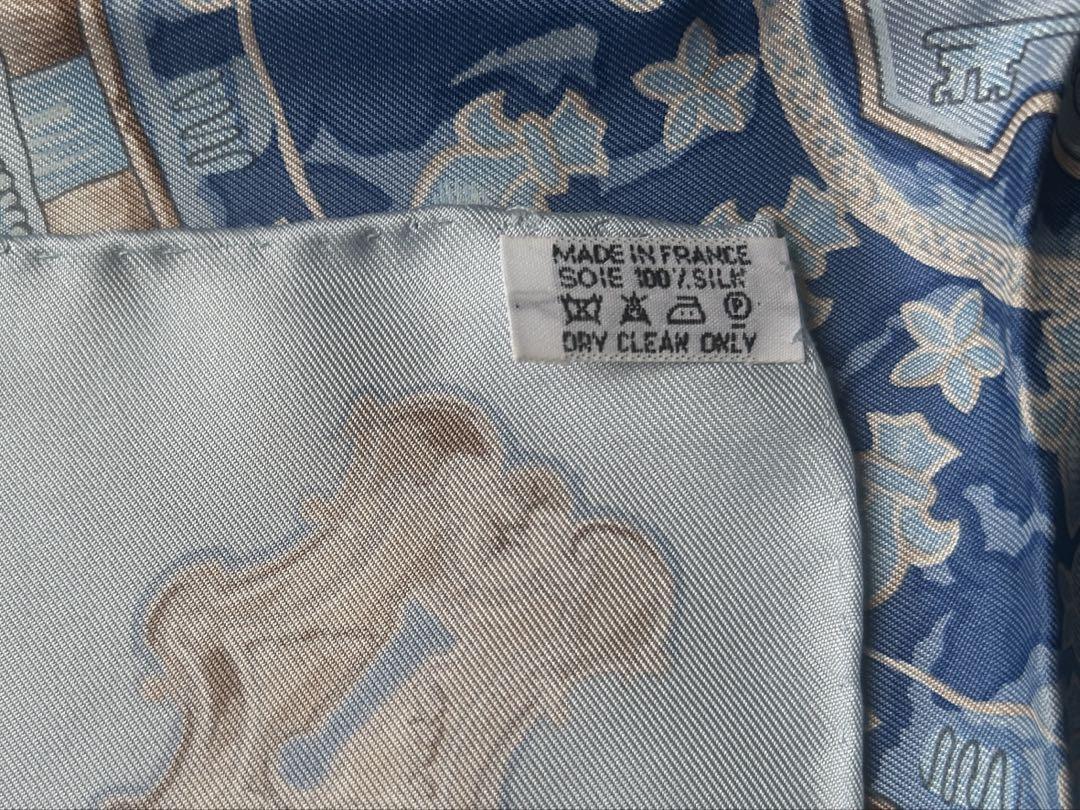 MADE IN FRANCE
SOIE 100% SILK
P
DRY CLEAN ONLY